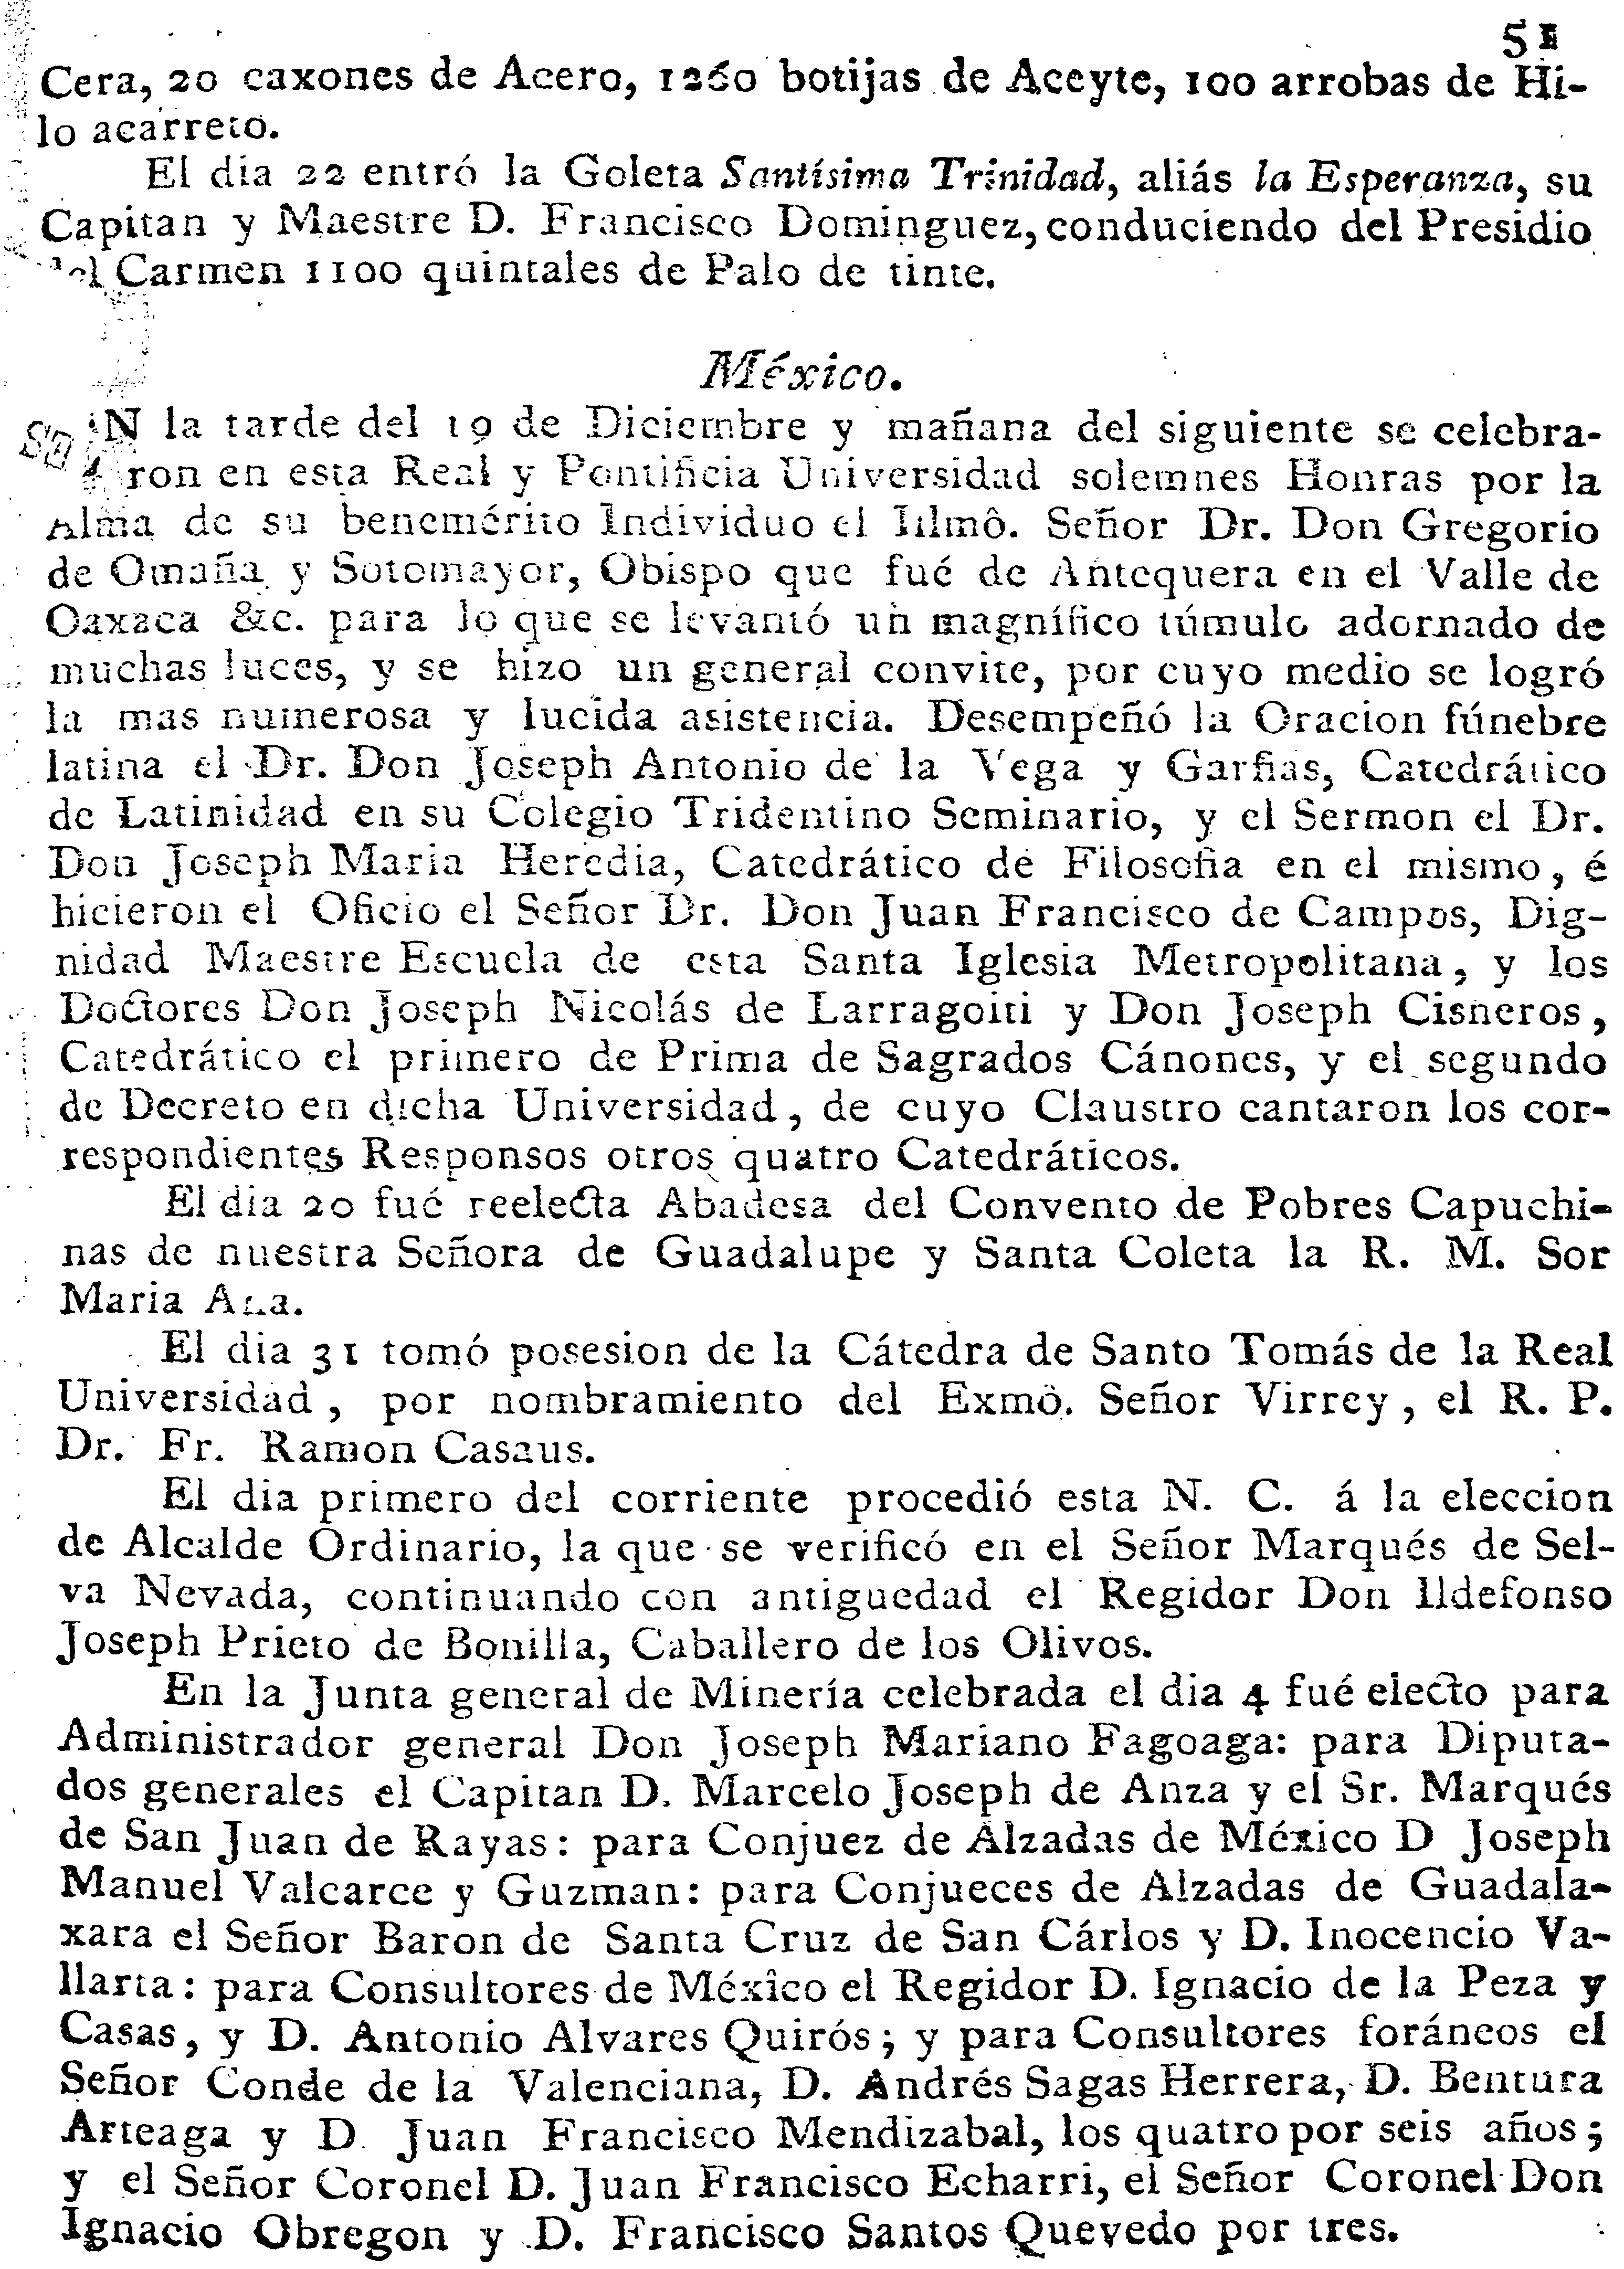 51
Cera, 20 caxones de Acero, 1260 botijas de Aceyte, 100 arrobas de Hi-
lo acarreto.
El dia 22 entró la Goleta Santísima Trinidad, aliás la Esperanza, su
Capitan y Maestre D. Francisco Dominguez, conduciendo del Presidio
del Carmen 1100 quintales de Palo de tinte.
México.
EN la tarde del 19 de Diciembre y mañana del siguiente se celebra-
ron en esta Real y Pontificia Universidad solemnes Honras por la
Alma de su benemérito Individuo el Illmô. Señor Dr. Don Gregorio
de Omaña y Sotomayor, Obispo que fué de Antequera en el Valle de
Oaxaca &c. para lo que se levantó un magnífico túmulo adornado de
muchas luces, y se hizo un general convite, por cuyo medio se logró
la mas numerosa y lucida asistencia. Desempeñó la Oracion fúnebre
latina el Dr. Don Joseph Antonio de la Vega y Garfias, Catedrático
de Latinidad en su Colegio Tridentino Seminario, y el Sermon el Dr.
Don Joseph Maria Heredia, Catedrático de Filosofia en el mismo, é
hicieron el Oficio el Señor Dr. Don Juan Francisco de Campos, Dig-
nidad Maestre Escuela de esta Santa Iglesia Metropolitana, y los
Doctores Don Joseph Nicolás de Larragoiti y Don Joseph Cisneros,
Catedrático el primero de Prima de Sagrados Cánones, y el segundo
de Decreto en dicha Universidad, de cuyo Claustro cantaron los cor-
respondientes Responsos otros quatro Catedráticos.
El dia 20 fué reelecta Abadesa del Convento de Pobres Capuchi-
nas de nuestra Señora de Guadalupe y Santa Coleta la R. M. Sor
Maria Ana.
El dia 31 tomó posesion de la Cátedra de Santo Tomás de la Real
Universidad, por nombramiento del Exmô. Señor Virrey, el R. P.
Dr. Fr. Ramon Casaus.
El dia primero del corriente procedió esta N. C. á la eleccion
de Alcalde Ordinario, la que se verificó en el Señor Marqués de Sel-
va Nevada, continuando con antiguedad el Regidor Don Ildefonso
Joseph Prieto de Bonilla, Caballero de los Olivos.
En la Junta general de Minería celebrada el dia 4 fué electo para
Administrador general Don Joseph Mariano Fagoaga: para Diputa-
dos generales el Capitan D. Marcelo Joseph de Anza y el Sr. Marqués
de San Juan de Rayas: para Conjuez de Alzadas de México D Joseph
Manuel Valcarce y Guzman: para Conjueces de Alzadas de Guadala-
xara el Señor Baron de Santa Cruz de San Cárlos y D. Inocencio Va-
llarta: para Consultores de México el Regidor D. Ignacio de la Peza y
Casas, y D. Antonio Alvares Quirós; y para Consultores foráneos el
Señor Conde de la Valenciana, D. Andrés Sagas Herrera, D. Bentura
Arteaga y D. Juan Francisco Mendizabal, los quatro por seis años;
y el Señor Coronel D. Juan Francisco Echarri, el Señor Coronel Don
Ignacio Obregon y D. Francisco Santos Quevedo por tres.